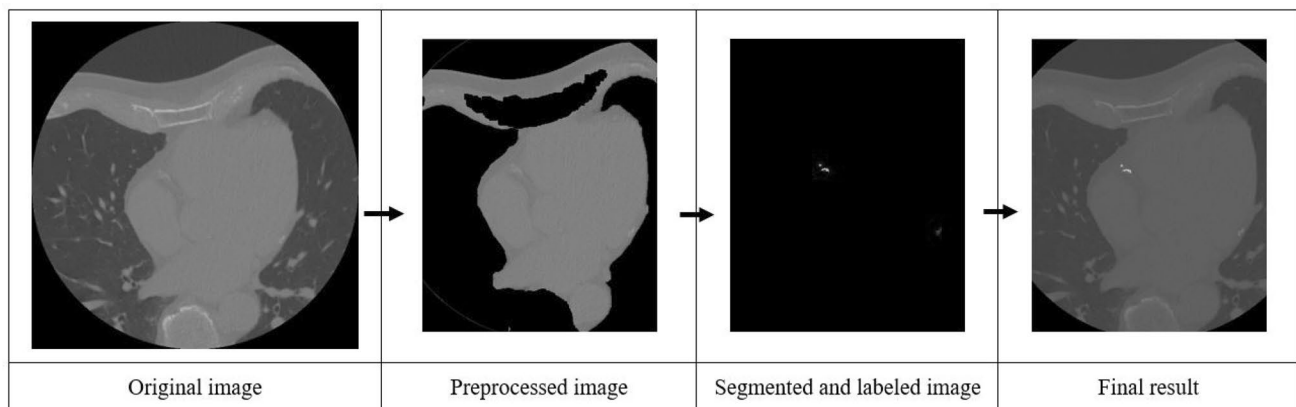 Original image
Preprocessed image
Segmented and labeled image
Final result